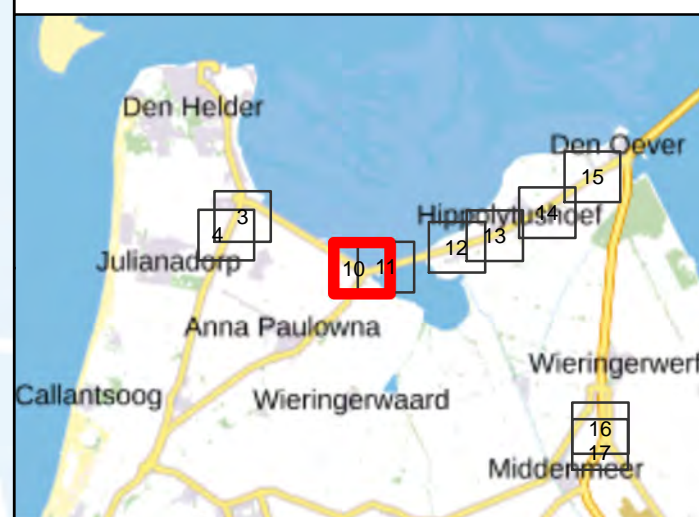 Den Helder
Den Oever
15
3
Hippolytushoef
14
4
13
12
Julianadorp
10
11
Anna Paulowna
Wieringerwerf
Callantsoog
Wieringerwaard
16
17
Middenmeer